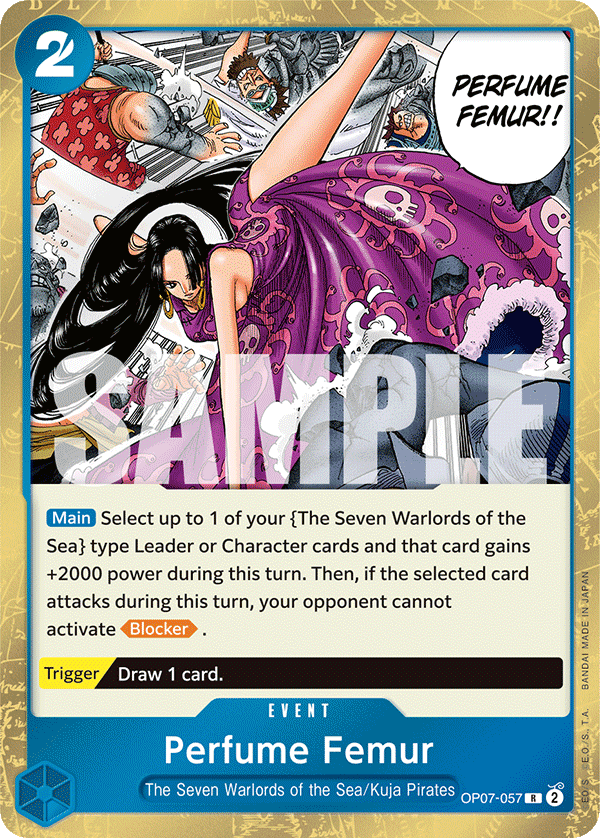 2
PERFUME
FEMUR!!
SAMPLE
Main Select up to 1 of your {The Seven Warlords of the
Sea} type Leader or Character cards and that card gains
+2000 power during this turn. Then, if the selected card
attacks during this turn, your opponent cannot
activate Blocker .
Trigger Draw 1 card.
EVENT
Perfume Femur
The Seven Warlords of the Sea/Kuja Pirates
OP07-057 R 2
©E.O./S. ©E.O./S., T.A. BANDAI MADE IN JAPAN